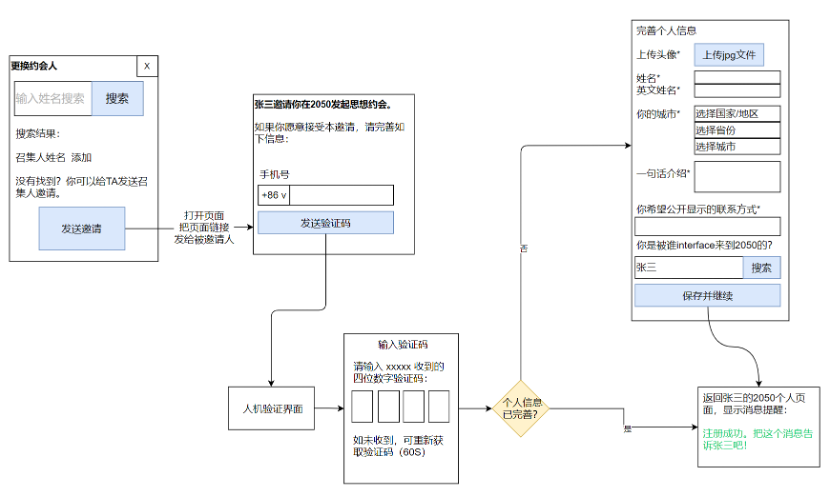 更换约会人
X
输入姓名搜索
搜索
搜索结果：
召集人姓名 添加
没有找到？你可以给TA发送召
集人邀请。
发送邀请
打开页面
把页面链接
发给被邀请人
张三邀请你在2050发起思想约会。
如果你愿意接受本邀请，请完善如
下信息：
手机号
+86 v
发送验证码
人机验证界面
输入验证码
请输入 xxxxx 收到的
四位数字验证码：
如未收到，可重新获
取验证码（60S）
个人信息
已完善？
否
是
完善个人信息
上传头像*
上传jpg文件
姓名*
英文姓名*
你的城市*
选择国家/地区
选择省份
选择城市
一句话介绍*
你希望公开显示的联系方式*
你是被谁interface来到2050的？
张三
搜索
保存并继续
返回张三的2050个人页
面，显示消息提醒：
注册成功，把这个消息告
诉张三吧！